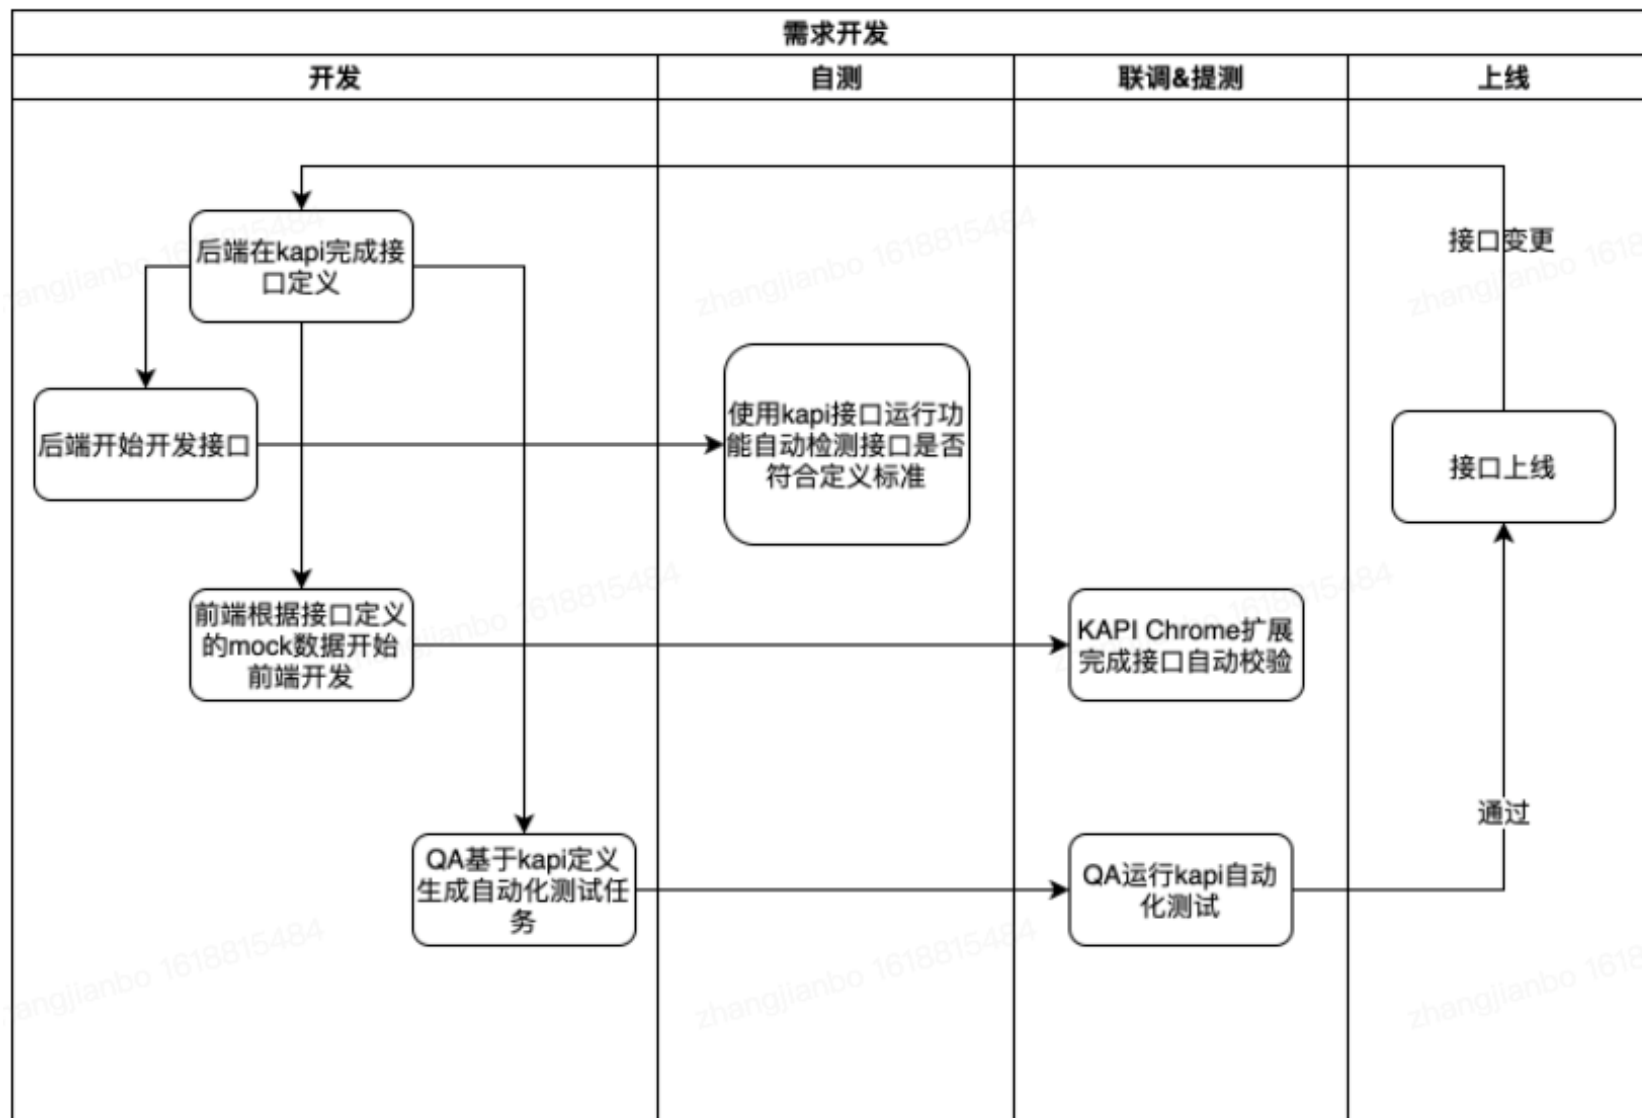 需求开发
开发
自测
联调&提测
上线
后端在kapi完成接
口定义
接口变更
后端开始开发接口
使用kapi接口运行功
能自动检测接口是否
符合定义标准
接口上线
前端根据接口定义
的mock数据开始
前端开发
KAPI Chrome扩展
完成接口自动校验
通过
QA基于kapi定义
生成自动化测试任
务
QA运行kapi自动
化测试
zhangjianbo 1618815484
zhangjianbo 1618815484